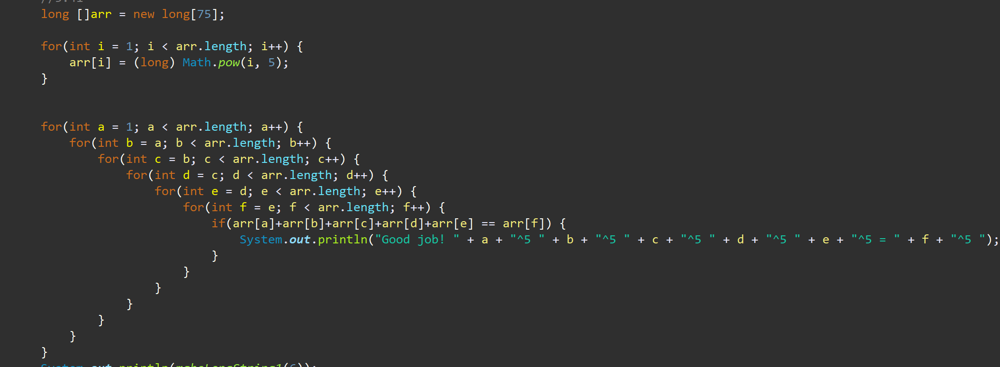 long []arr = new long[75];
for(int i = 1; i < arr.length; i++) {
arr[i] = (long) Math.pow(i, 5);
}
for(int a = 1; a < arr.length; a++) {
for(int b = a; b < arr.length; b++) {
for(int c = b; c < arr.length; c++) {
for(int d = c; d < arr.length; d++) {
for(int e = d; e < arr.length; e++) {
for(int f = e; f < arr.length; f++) {
if(arr[a]+arr[b]+arr[c]+arr[d]+arr[e] == arr[f]) {
System.out.println("Good job! " + a + "^5 " + b + "^5 " + c + "^5 " + d + "^5 " + e + "^5 = " + f + "^5 ");
}
}
}
}
}
}
}